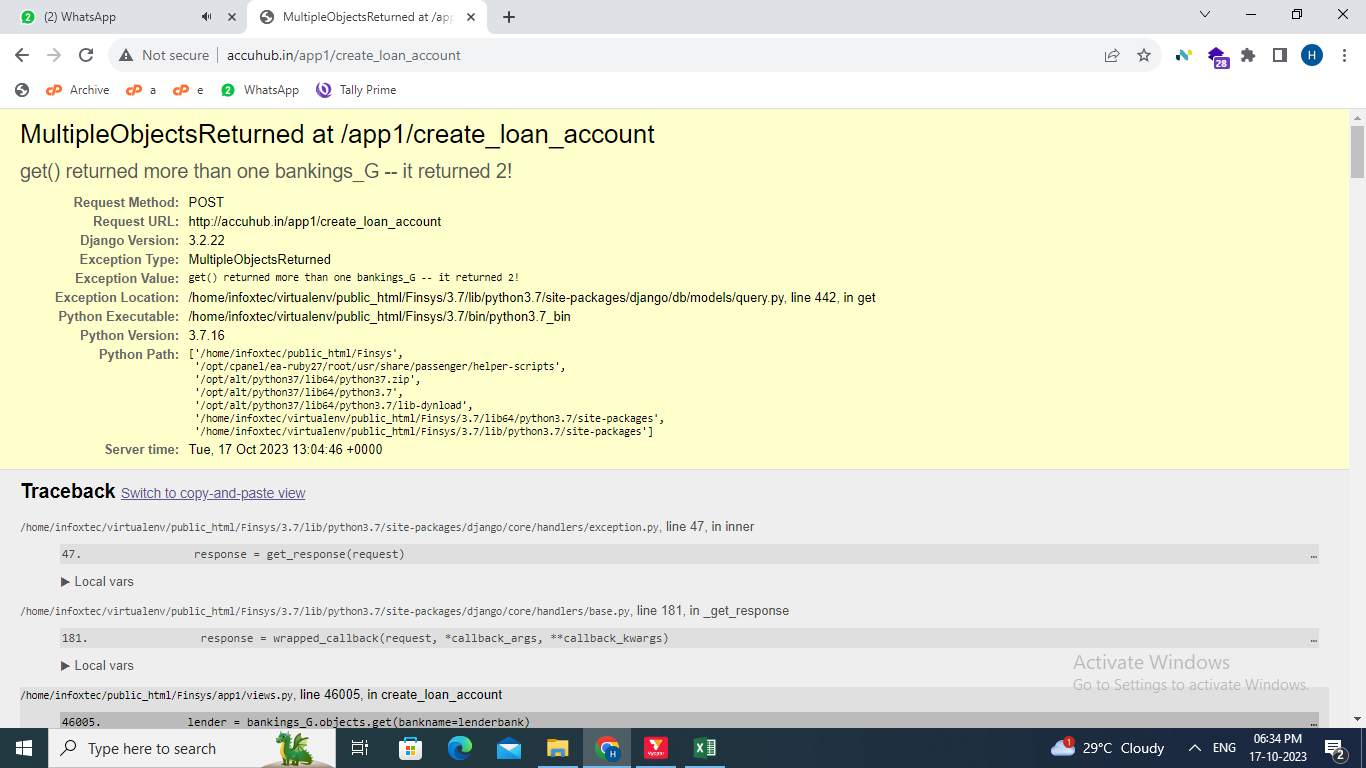 (2) WhatsApp
MultipleObjectsReturned at /app
Not secure
accuhub.in/app1/create_loan_account
28
H
Archive
a
e
2
WhatsApp
Tally Prime
MultipleObjectsReturned at /app1/create_loan_account
get() returned more than one bankings_G -- it returned 2!
Request Method: POST
Request URL: http://accuhub.in/app1/create_loan_account
Django Version: 3.2.22
Exception Type: MultipleObjectsReturned
Exception Value: get() returned more than one bankings_G -- it returned 2!
Exception Location: /home/infoxtec/virtualenv/public_html/Finsys/3.7/lib/python3.7/site-packages/django/db/models/query.py, line 442, in get
Python Executable: /home/infoxtec/virtualenv/public_html/Finsys/3.7/bin/python3.7_bin
Python Version: 3.7.16
Python Path: ['/home/infoxtec/public_html/Finsys',
'/opt/cpanel/ea-ruby27/root/usr/share/passenger/helper-scripts',
'/opt/alt/python37/lib64/python37.zip',
'/opt/alt/python37/lib64/python3.7',
'/opt/alt/python37/lib64/python3.7/lib-dynload',
'/home/infoxtec/virtualenv/public_html/Finsys/3.7/lib64/python3.7/site-packages',
'/home/infoxtec/virtualenv/public_html/Finsys/3.7/lib/python3.7/site-packages']
Server time: Tue, 17 Oct 2023 13:04:46 +0000
Traceback Switch to copy-and-paste view
/home/infoxtec/virtualenv/public_html/Finsys/3.7/lib/python3.7/site-packages/django/core/handlers/exception.py, line 47, in inner
47. response = get_response(request) …
▶ Local vars
/home/infoxtec/virtualenv/public_html/Finsys/3.7/lib/python3.7/site-packages/django/core/handlers/base.py, line 181, in _get_response
181. response = wrapped_callback(request, *callback_args, **callback_kwargs) …
▶ Local vars
/home/infoxtec/public_html/Finsys/app1/views.py, line 46005, in create_loan_account
46005. lender = bankings_G.objects.get(bankname=lenderbank) …
Activate Windows
Go to Settings to activate Windows.
Type here to search
1
29°C Cloudy
ENG
06:34 PM
17-10-2023
2